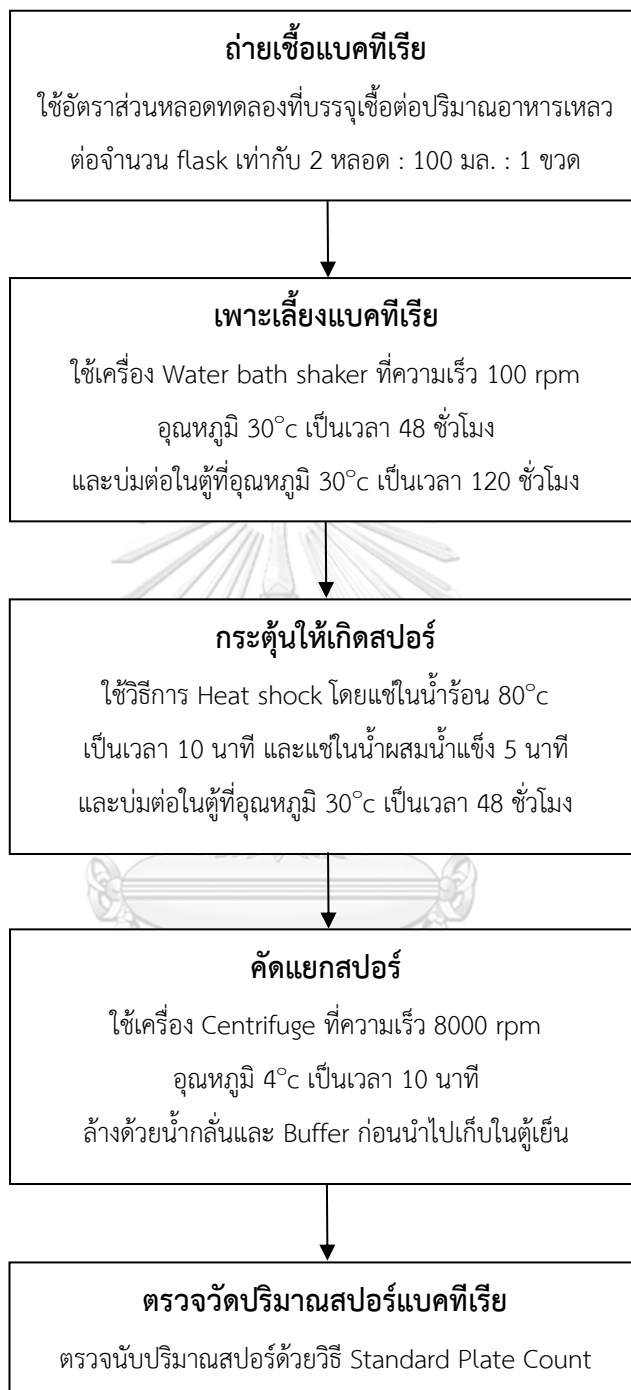 ถ่ายเชื้อแบคทีเรีย
ใช้อัตราส่วนหลอดทดลองที่บรรจุเชื้อต่อปริมาณอาหารเหลว
ต่อจำนวน flask เท่ากับ 2 หลอด : 100 มล. : 1 ขวด
เพาะเลี้ยงแบคทีเรีย
ใช้เครื่อง Water bath shaker ที่ความเร็ว 100 rpm
อุณหภูมิ 30°c เป็นเวลา 48 ชั่วโมง
และบ่มต่อในตู้ที่อุณหภูมิ 30°c เป็นเวลา 120 ชั่วโมง
กระตุ้นให้เกิดสปอร์
ใช้วิธีการ Heat shock โดยแช่ในน้ำร้อน 80°c
เป็นเวลา 10 นาที และแช่ในน้ำผสมน้ำแข็ง 5 นาที
และบ่มต่อในตู้ที่อุณหภูมิ 30°c เป็นเวลา 48 ชั่วโมง
คัดแยกสปอร์
ใช้เครื่อง Centrifuge ที่ความเร็ว 8000 rpm
อุณหภูมิ 4°c เป็นเวลา 10 นาที
ล้างด้วยน้ำกลั่นและ Buffer ก่อนนำไปเก็บในตู้เย็น
ตรวจวัดปริมาณสปอร์แบคทีเรีย
ตรวจนับปริมาณสปอร์ด้วยวิธี Standard Plate Count